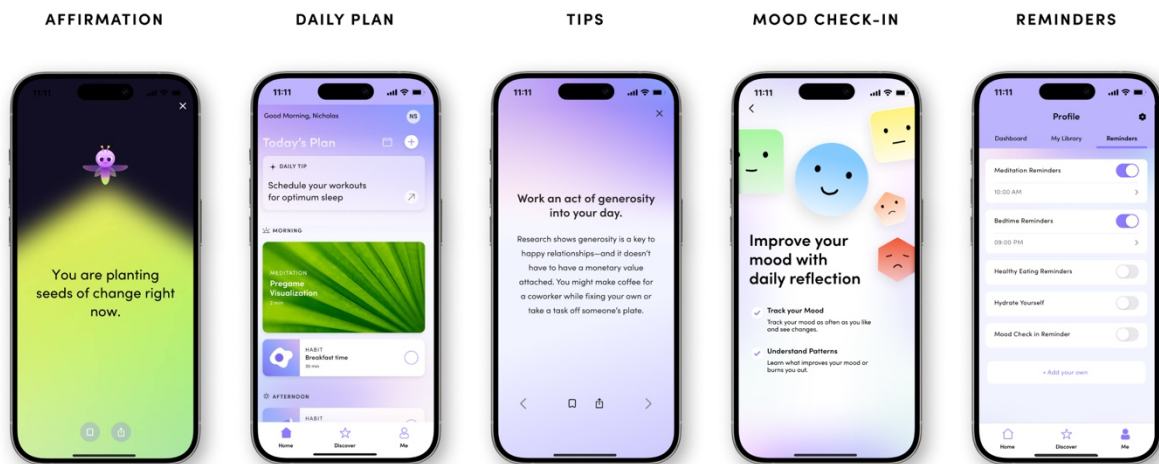 AFFIRMATION
DAILY PLAN
TIPS
MOOD CHECK-IN
REMINDERS
11:11
You are planting
seeds of change right
now.
11:11
Good Morning, Nicholas
NS
Today's Plan
DAILY TIP
Schedule your workouts
for optimum sleep
MORNING
MEDITATION
Pregame
Visualization
2 min
HABIT
Breakfast time
30 min
AFTERNOON
HABIT
Home
Discover
Me
11:11
Work an act of generosity
into your day.
Research shows generosity is a key to
happy relationships—and it doesn't
have to have a monetary value
attached. You might make coffee for
a coworker while fixing your own or
take a task off someone's plate.
11:11
Improve your
mood with
daily reflection
Track your Mood
Track your mood as often as you like
and see changes.
Understand Patterns
Learn what improves your mood or
burns you out.
11:11
Profile
Dashboard
My Library
Reminders
Meditation Reminders
10:00 AM
Bedtime Reminders
09:00 PM
Healthy Eating Reminders
Hydrate Yourself
Mood Check in Reminder
+ Add your own
Home
Discover
Me